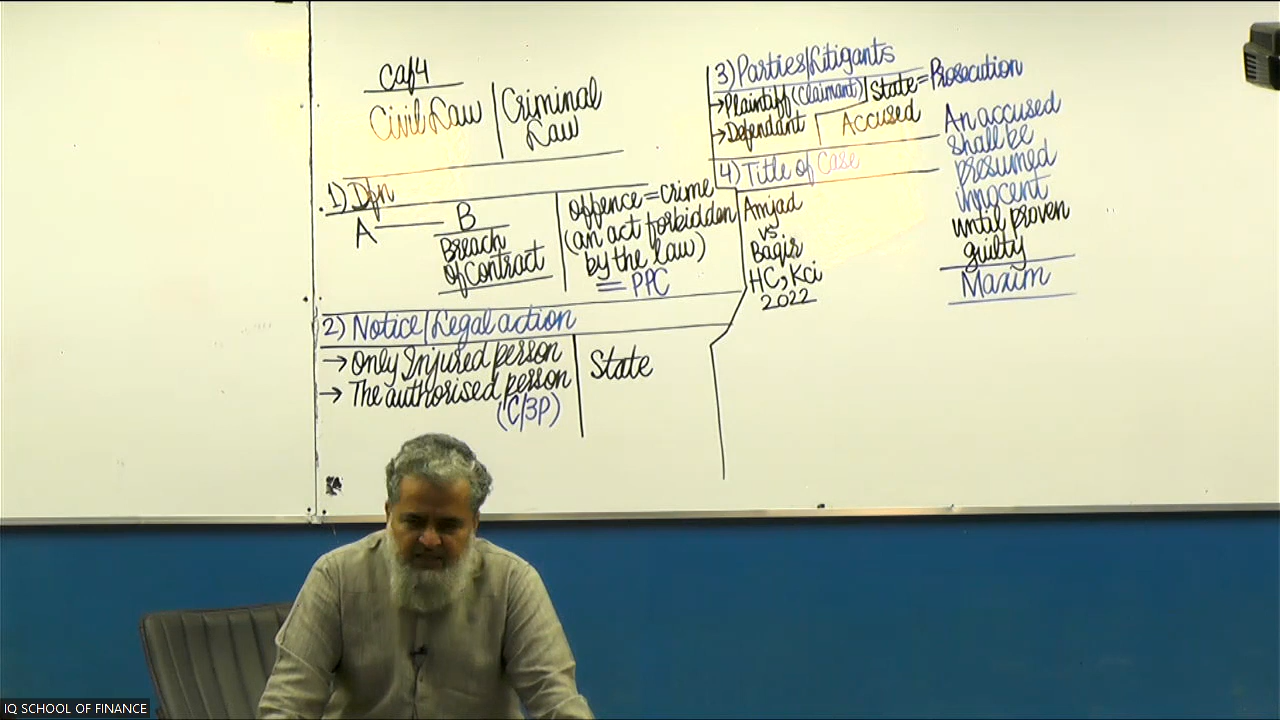 Caf4
Civil Law
Criminal
Law
1) Dfn
A
B
Breach
of Contract
offence = crime
(an act forbidden
by the law)
= PPC
2) Notice/Legal action
→ Only Injured person
→ The authorised person
(C/3P)
State
3) Parties/Litigants
→ Plaintiff (Claimant)
→ Defendant
State = Prosecution
Accused
4) Title of Case
Amjad
vs.
Baqir
HC, Kci
2022
An accused
shall be
presumed
innocent
until proven
guilty
Maxim
IQ SCHOOL OF FINANCE